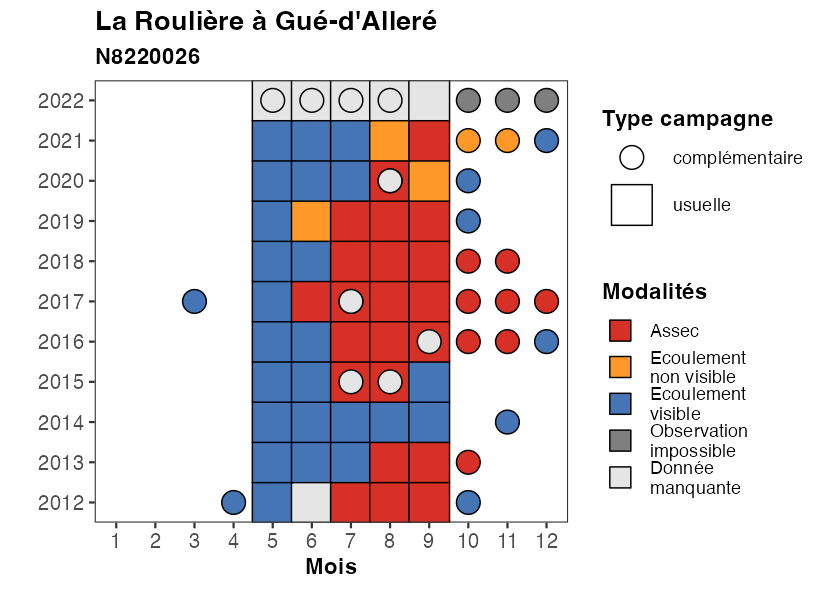 La Roulière à Gué-d'Alleré
N8220026
2022
2021
2020
2019
2018
2017
2016
2015
2014
2013
2012
1 2 3 4 5 6 7 8 9 10 11 12
Mois
Type campagne
complémentaire
usuelle
Modalités
Assec
Ecoulement
non visible
Ecoulement
visible
Observation
impossible
Donnée
manquante